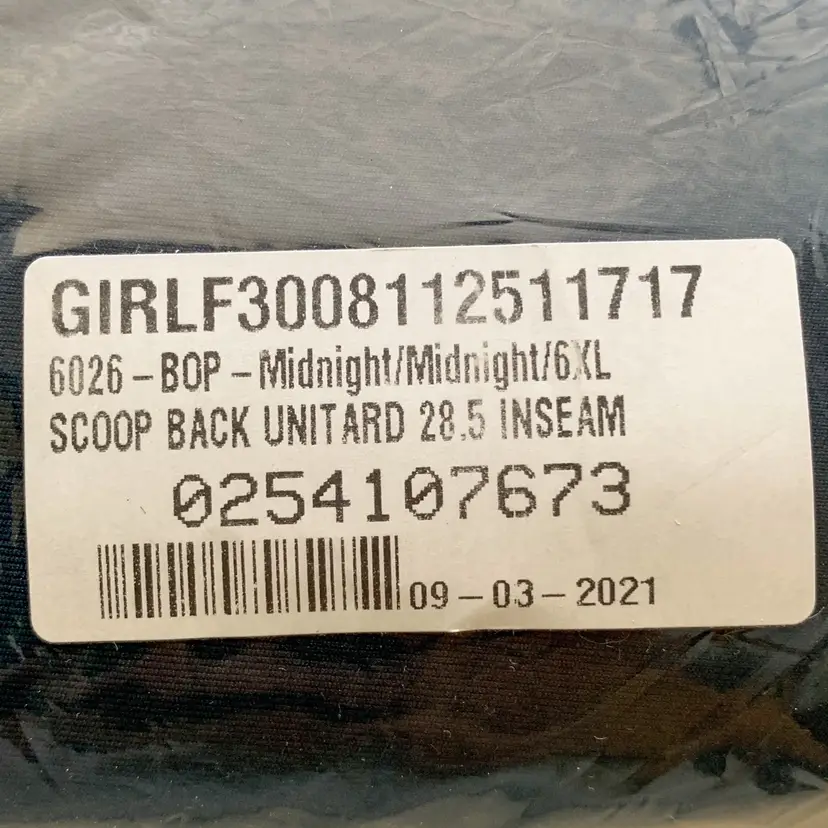 GIRLF3008112511717
6026-BOP-Midnight/Midnight/6XL
SCOOP BACK UNITARD 28.5 INSEAM
0254107673
09-03-2021